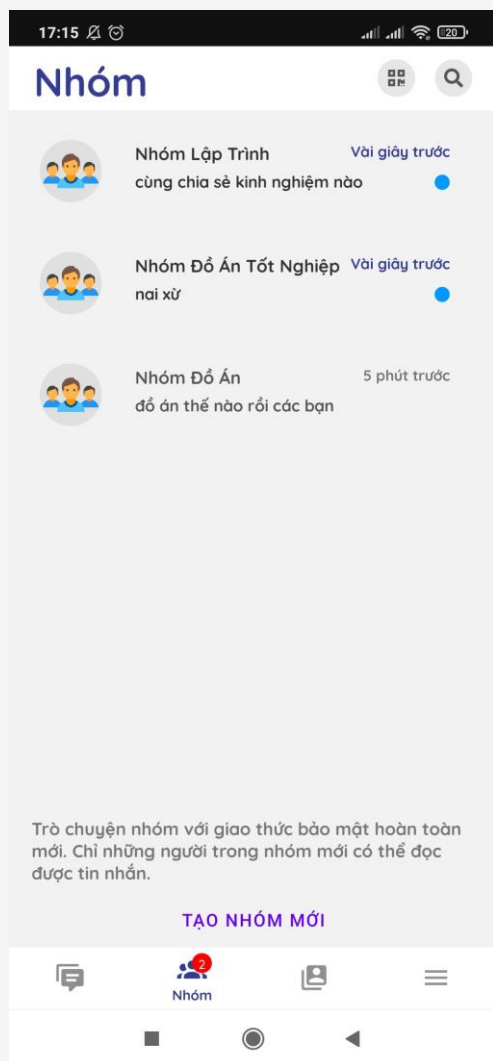 17:15 20
Nhóm
Nhóm Lập Trình Vài giây trước
cùng chia sẻ kinh nghiệm nào
Nhóm Đồ Án Tốt Nghiệp Vài giây trước
nai xừ
Nhóm Đồ Án 5 phút trước
đồ án thế nào rồi các bạn
Trò chuyện nhóm với giao thức bảo mật hoàn toàn
mới. Chỉ những người trong nhóm mới có thể đọc
được tin nhắn.
TẠO NHÓM MỚI
2
Nhóm